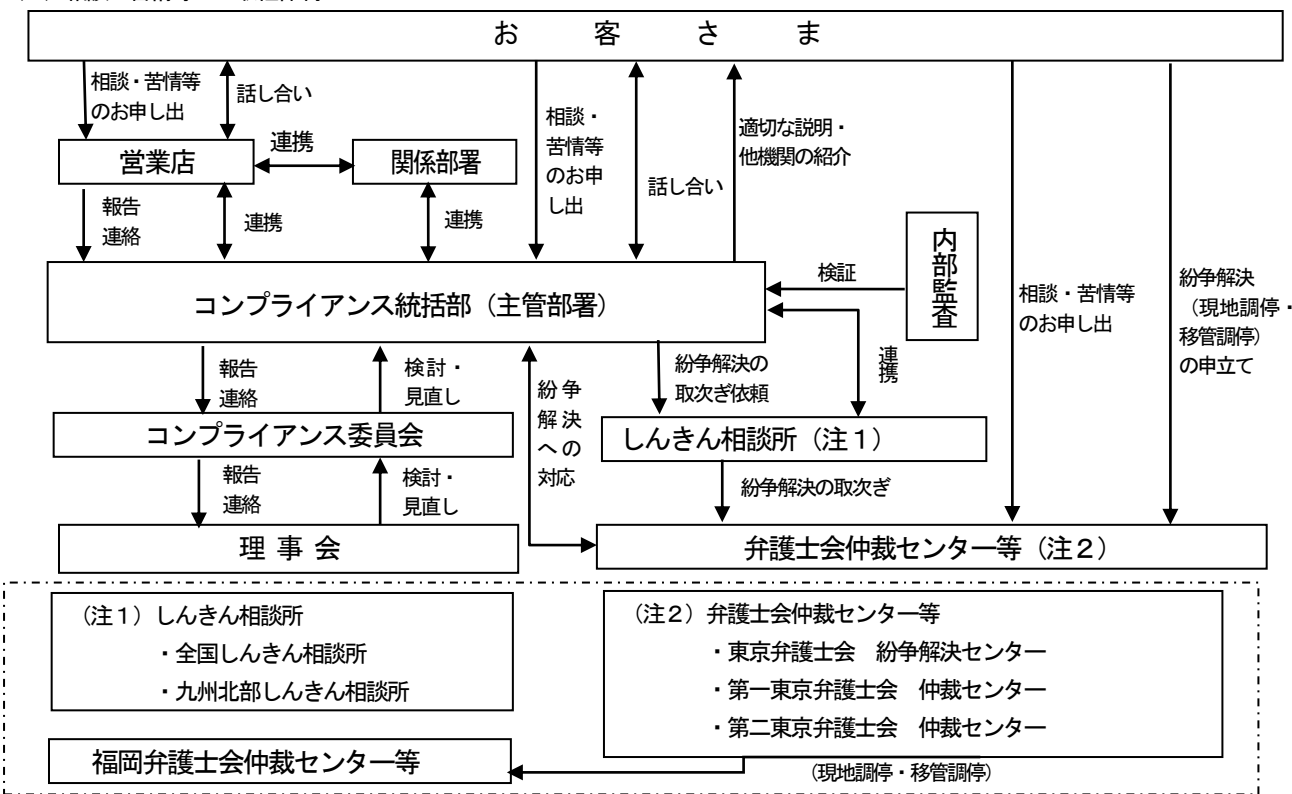 お客さま
相談・苦情等
のお申し出
話し合い
相談・
苦情等
のお申
し出
話し合い
適切な説明・
他機関の紹介
営業店
連携
関係部署
報告
連絡
連携
連携
内部監査
検証
コンプライアンス統括部（主管部署）
相談・苦情等
のお申し出
紛争解決
（現地調停・
移管調停）
の申立て
報告
連絡
検討・
見直し
紛争
解決
への
対応
紛争解決の
取次ぎ依頼
連携
コンプライアンス委員会
しんきん相談所（注１）
報告
連絡
検討・
見直し
紛争解決の取次ぎ
理事会
弁護士会仲裁センター等（注２）
（注１）しんきん相談所
・全国しんきん相談所
・九州北部しんきん相談所
（注２）弁護士会仲裁センター等
・東京弁護士会　紛争解決センター
・第一東京弁護士会　仲裁センター
・第二東京弁護士会　仲裁センター
福岡弁護士会仲裁センター等
（現地調停・移管調停）